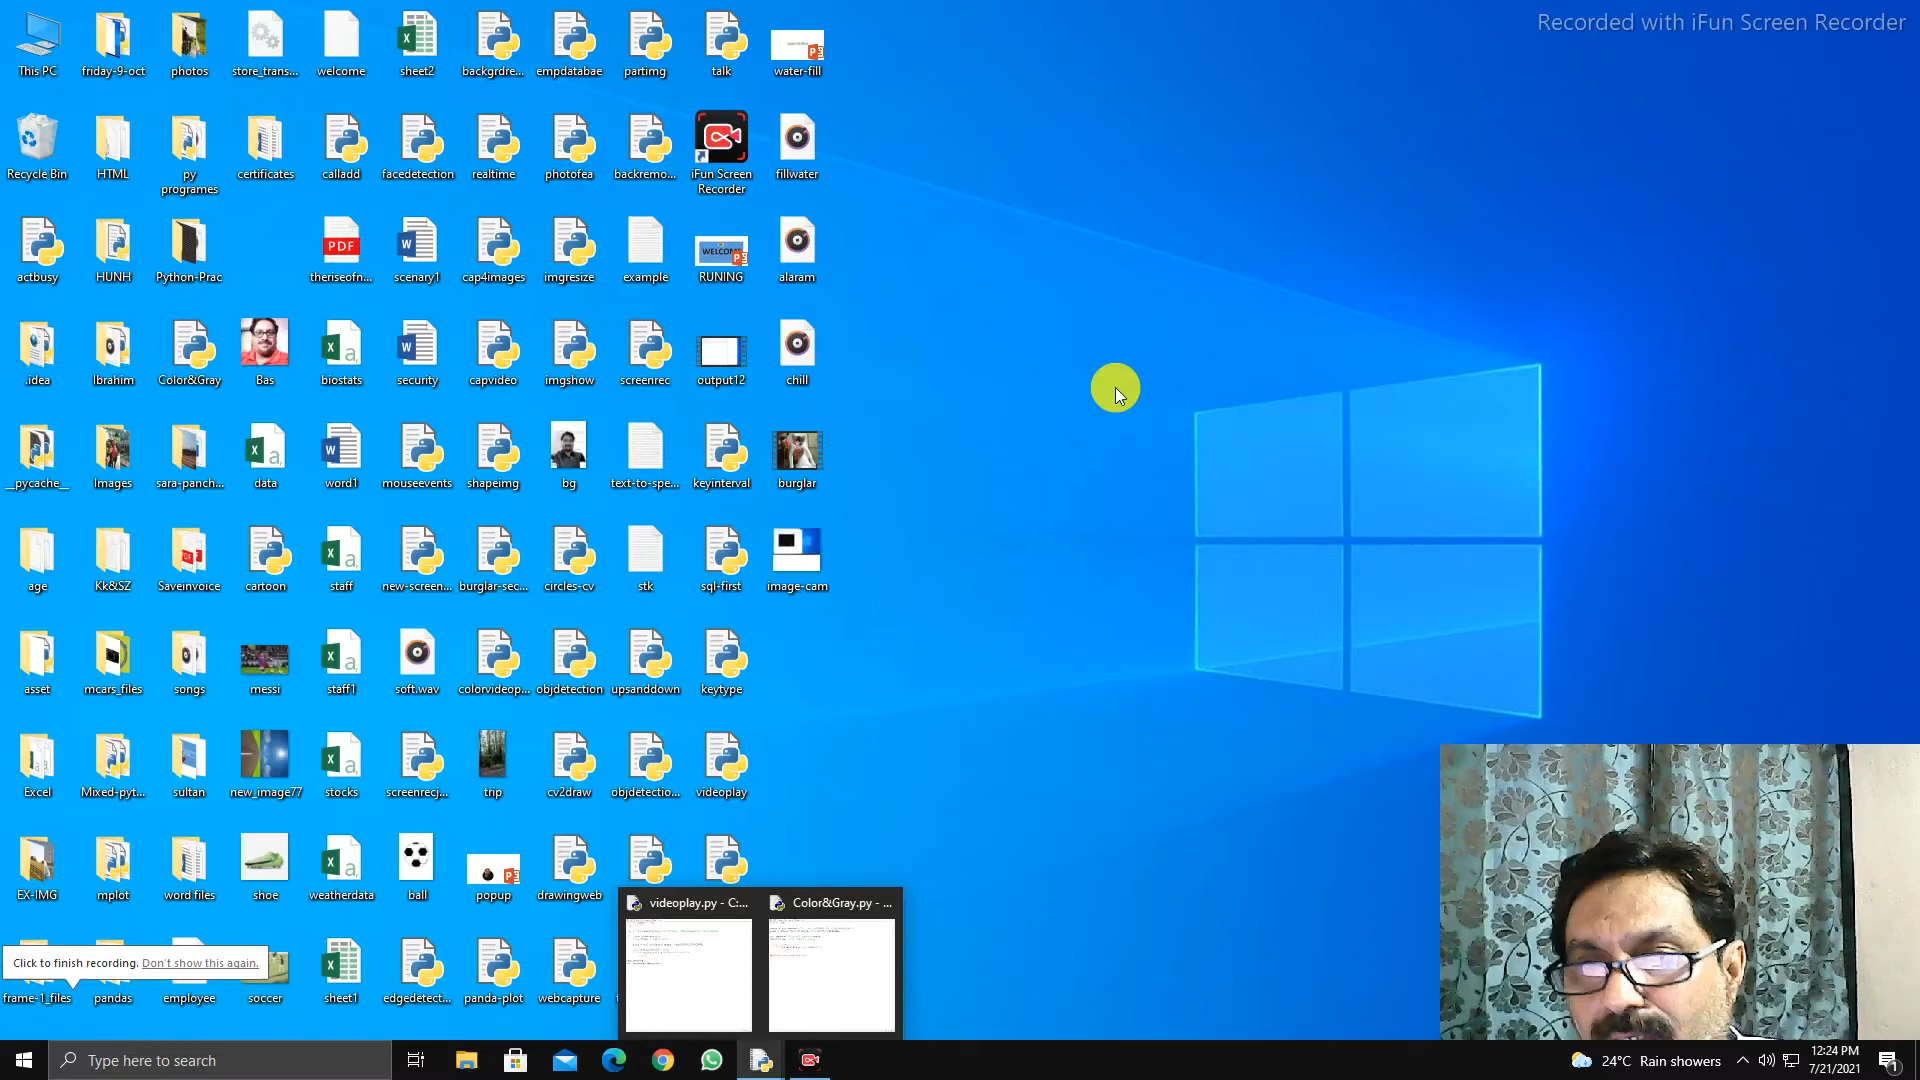 Recorded with iFun Screen Recorder
This PC
friday-9-oct
photos
store_trans...
welcome
sheet2
backgrdre...
empdatabae
partimg
talk
water-fill
Recycle Bin
HTML
py
programes
certificates
calladd
facedetection
realtime
photofea
backremo...
iFun Screen
Recorder
fillwater
actbusy
HUNH
Python-Prac
PDF
theriseofn...
scenary1
cap4images
imgresize
example
WELCOME
RUNING
alaram
.idea
Ibrahim
Color&Gray
Bas
biostats
security
capvideo
imgshow
screenrec
output12
chill
__pycache__
Images
sara-panch...
data
word1
mouseevents
shapeimg
bg
text-to-spe...
keyinterval
burglar
age
Kk&SZ
Saveinvoice
cartoon
staff
new-screen...
burglar-sec...
circles-cv
stk
sql-first
image-cam
asset
mcars_files
songs
messi
staff1
soft.wav
colorvideop...
objdetection
upsanddown
keytype
Excel
Mixed-pyt...
sultan
new_image77
stocks
screenrecj...
trip
cv2draw
objdetectio...
videoplay
EX-IMG
mplot
word files
shoe
weatherdata
ball
popup
drawingweb
videoplay.py - C:...
Color&Gray.py - ...
Click to finish recording. Don't show this again.
frame-1_files
pandas
employee
soccer
sheet1
edgedetect...
panda-plot
webcapture
Type here to search
24°C Rain showers
12:24 PM
7/21/2021
1